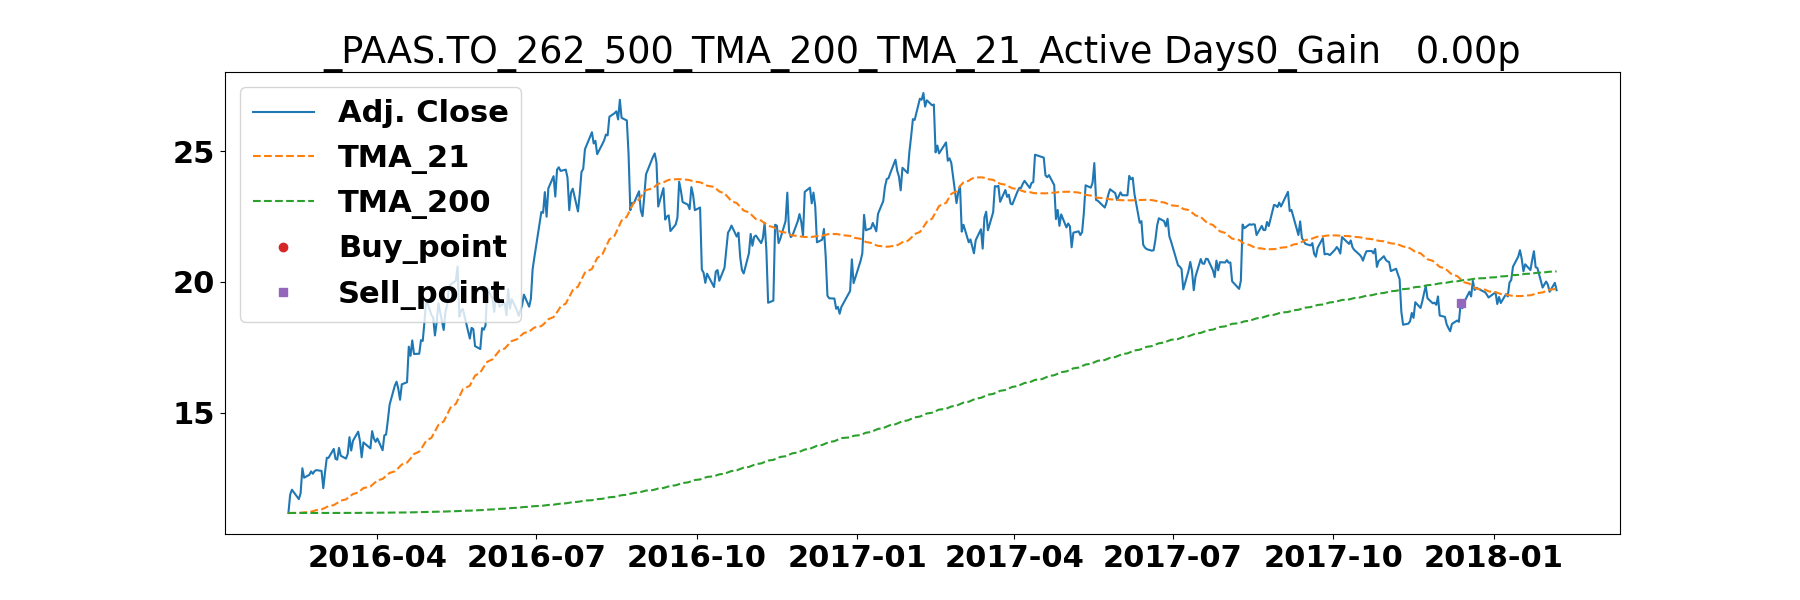 _PAAS.TO_262_500_TMA_200_TMA_21_Active Days0_Gain   0.00p
Adj. Close
TMA_21
TMA_200
Buy_point
Sell_point
25
20
15
2016-04 2016-07 2016-10 2017-01 2017-04 2017-07 2017-10 2018-01